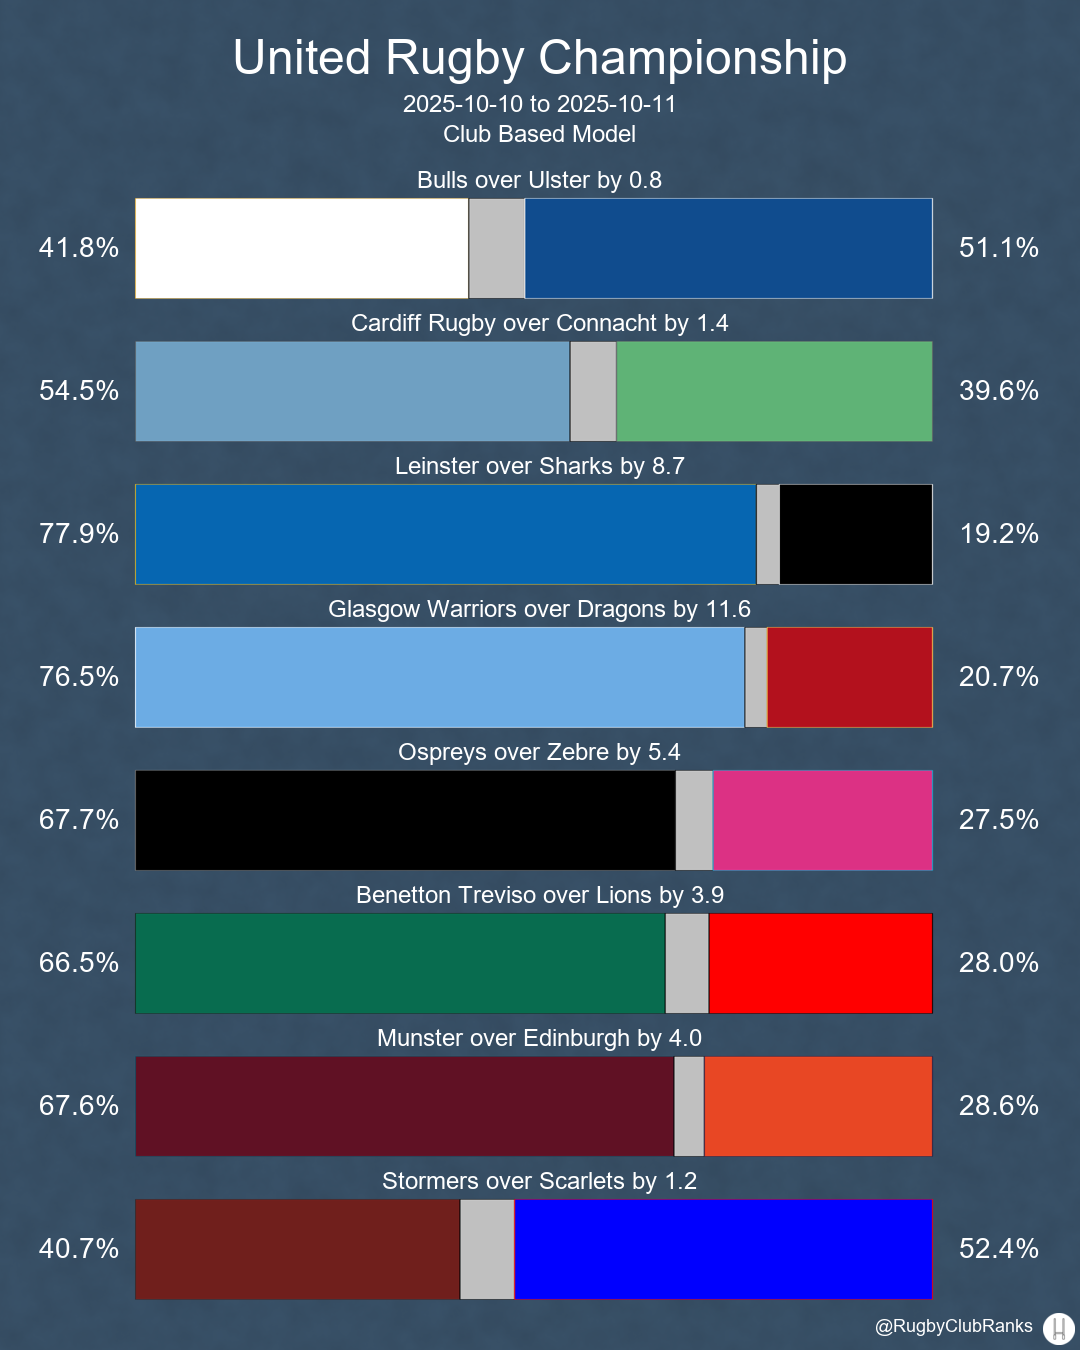 United Rugby Championship
2025-10-10 to 2025-10-11
Club Based Model
Bulls over Ulster by 0.8
41.8% 51.1%
Cardiff Rugby over Connacht by 1.4
54.5% 39.6%
Leinster over Sharks by 8.7
77.9% 19.2%
Glasgow Warriors over Dragons by 11.6
76.5% 20.7%
Ospreys over Zebre by 5.4
67.7% 27.5%
Benetton Treviso over Lions by 3.9
66.5% 28.0%
Munster over Edinburgh by 4.0
67.6% 28.6%
Stormers over Scarlets by 1.2
40.7% 52.4%
@RugbyClubRanks